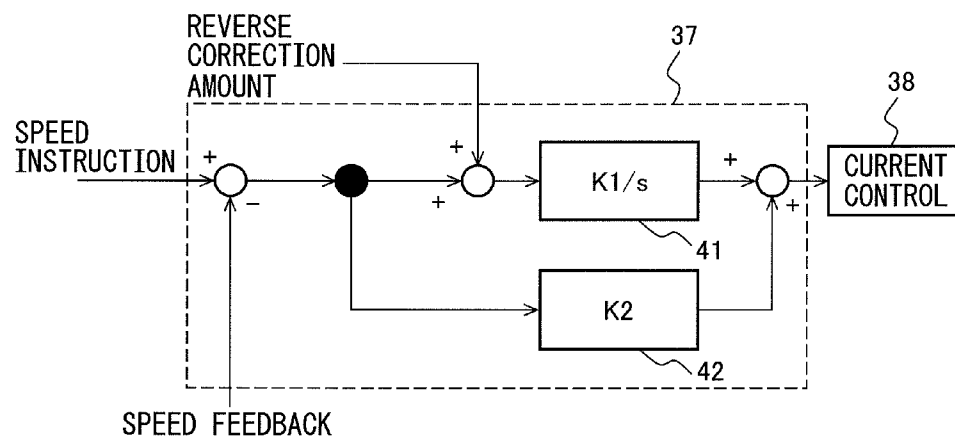 REVERSE
CORRECTION
AMOUNT
37
38
SPEED
INSTRUCTION
+
−
+
+
K1/s
41
+
+
CURRENT
CONTROL
K2
42
SPEED FEEDBACK